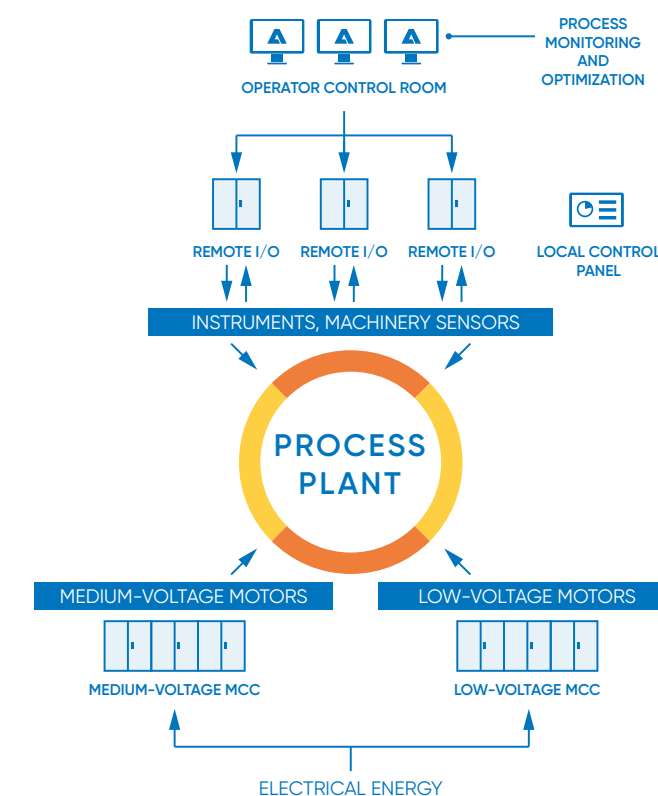 PROCESS
MONITORING
AND
OPTIMIZATION
OPERATOR CONTROL ROOM
REMOTE I/O REMOTE I/O REMOTE I/O
LOCAL CONTROL
PANEL
INSTRUMENTS, MACHINERY SENSORS
PROCESS
PLANT
MEDIUM-VOLTAGE MOTORS LOW-VOLTAGE MOTORS
MEDIUM-VOLTAGE MCC LOW-VOLTAGE MCC
ELECTRICAL ENERGY